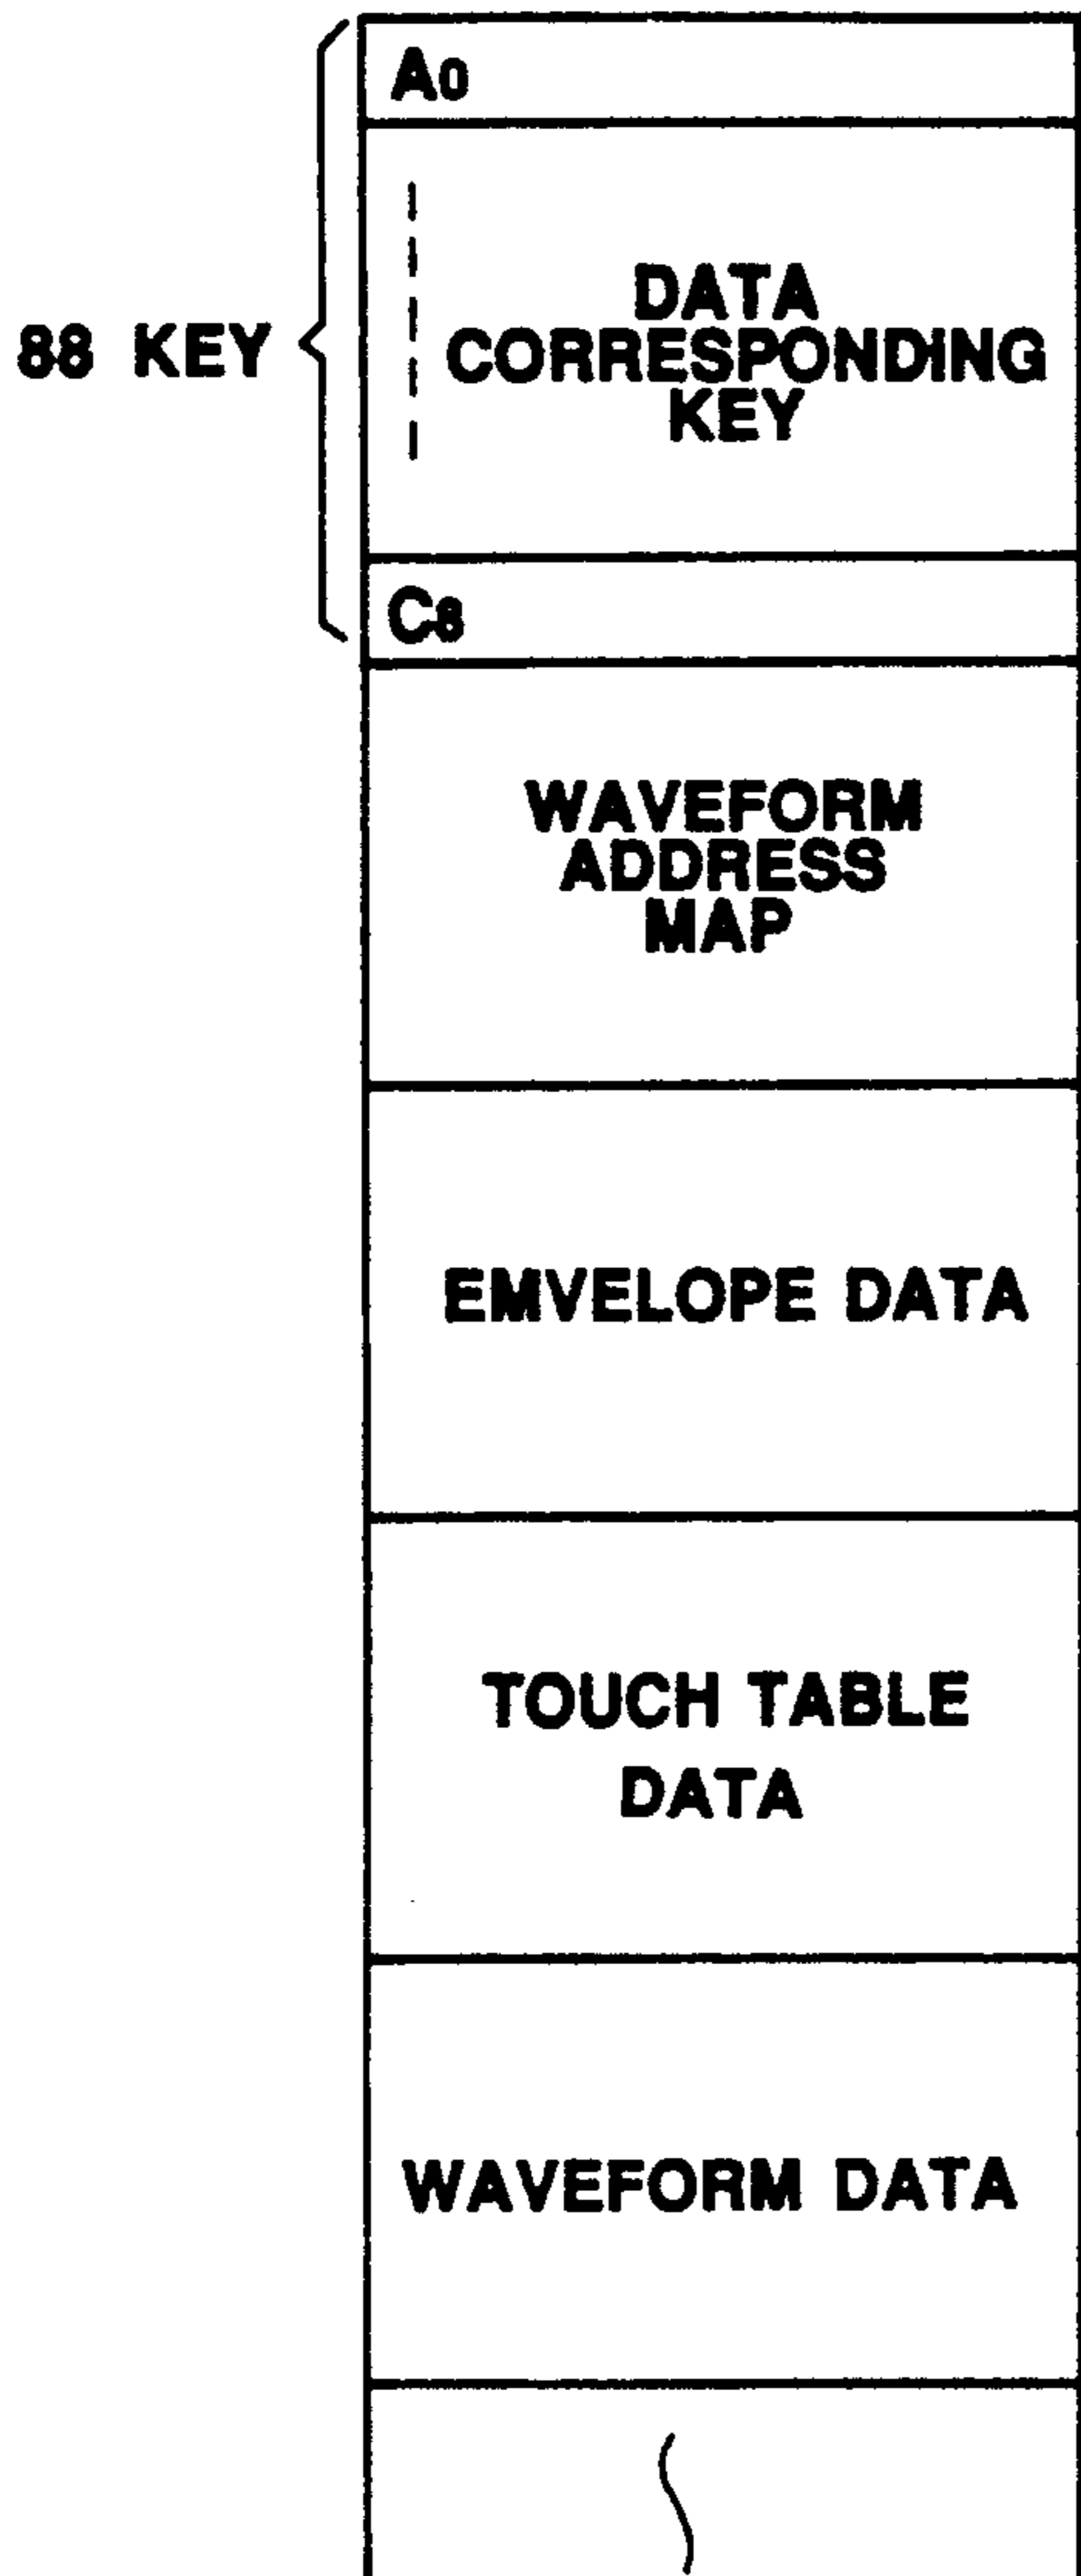 A0
88 KEY
DATA
CORRESPONDING
KEY
C8
WAVEFORM
ADDRESS
MAP
EMVELOPE DATA
TOUCH TABLE
DATA
WAVEFORM DATA